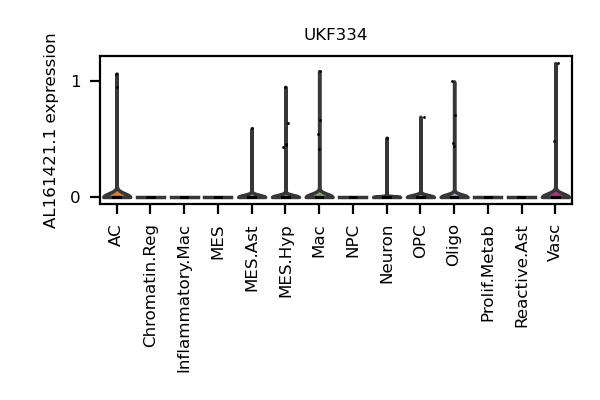 UKF334
AL161421.1 expression
1
0
AC
Chromatin.Reg
Inflammatory.Mac
MES
MES.Ast
MES.Hyp
Mac
NPC
Neuron
OPC
Oligo
Prolif.Metab
Reactive.Ast
Vasc